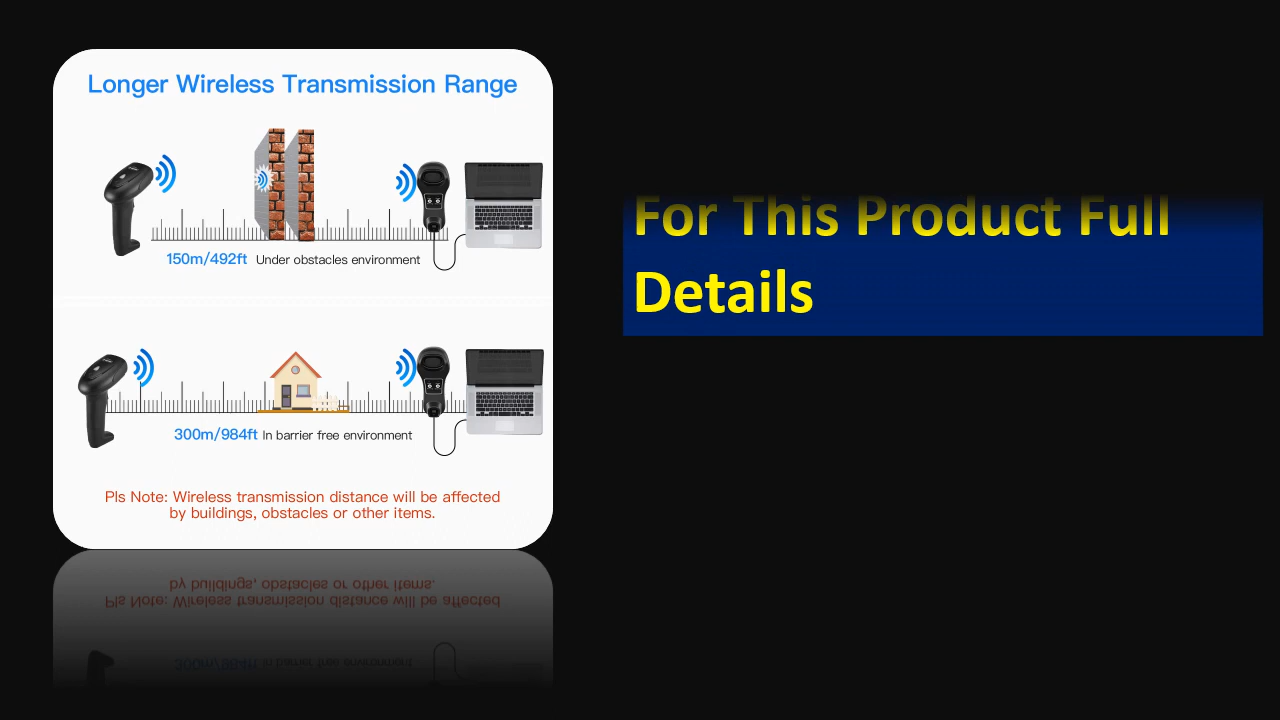 Longer Wireless Transmission Range
150m/492ft Under obstacles environment
300m/984ft In barrier free environment
Pls Note: Wireless transmission distance will be affected
by buildings, obstacles or other items.
For This Product Full
Details